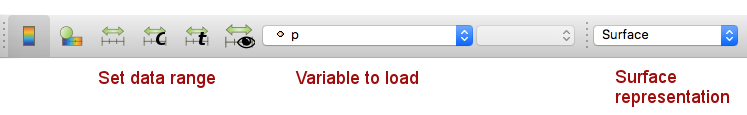 C
t
p
Surface
Set data range
Variable to load
Surface
representation